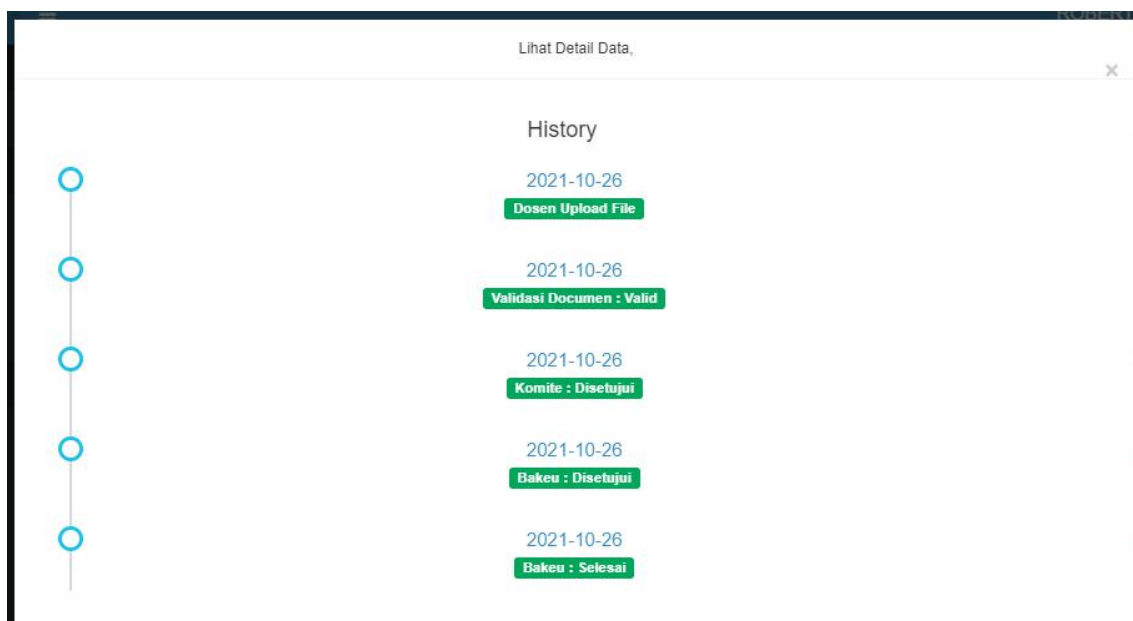 ROBERT
Lihat Detail Data,
×
History
2021-10-26
Dosen Upload File
2021-10-26
Validasi Documen : Valid
2021-10-26
Komite : Disetujui
2021-10-26
Bakeu : Disetujui
2021-10-26
Bakeu : Selesai